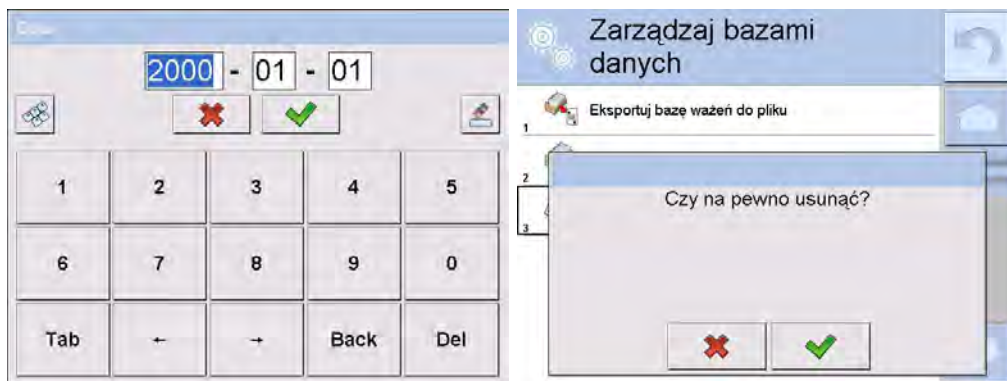 2000 - 01 - 01
1 2 3 4 5
6 7 8 9 0
Tab ← → Back Del
Zarządzaj bazami
danych
1 Eksportuj bazę ważeń do pliku
2
3
Czy na pewno usunąć?